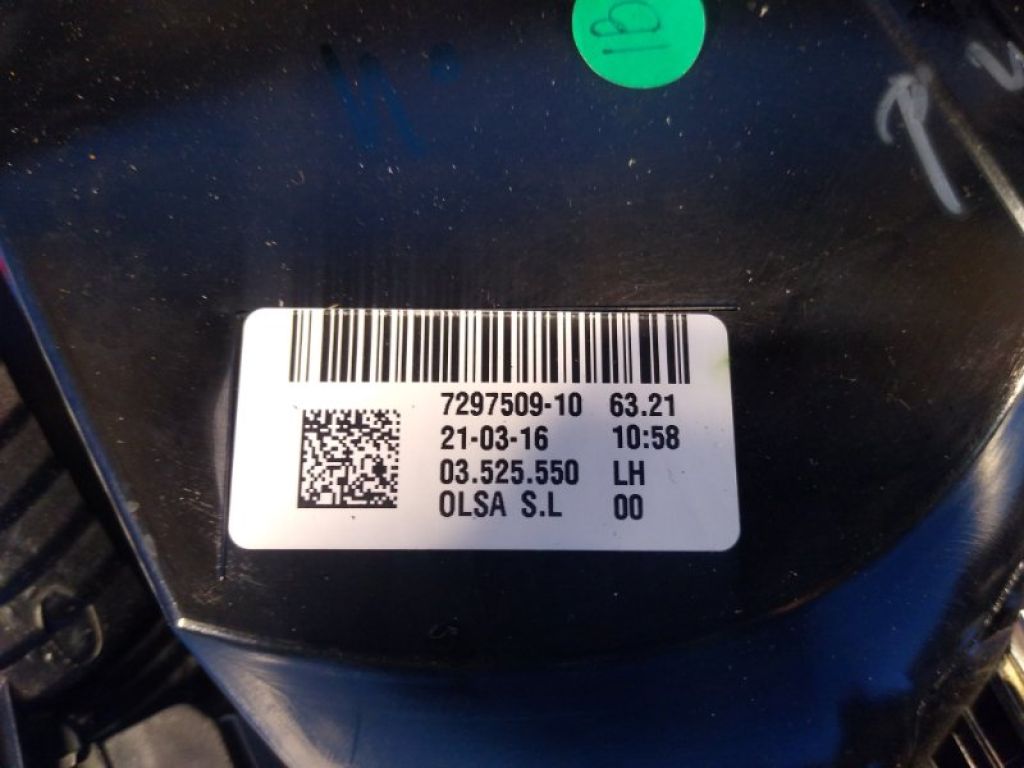 7297509-10 63.21
21-03-16 10:58
03.525.550 LH
OLSA S.L 00